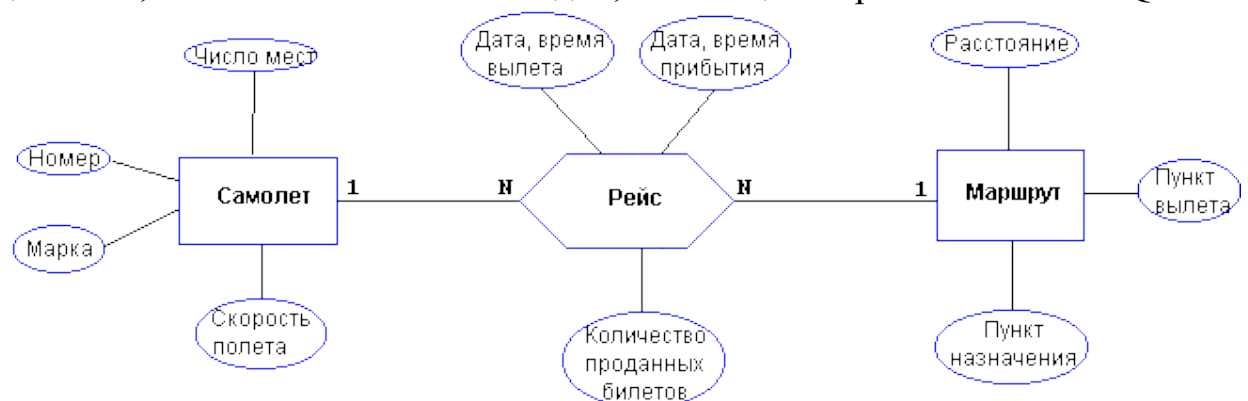 Число мест
Дата, время
вылета
Дата, время
прибытия
Расстояние
Номер
Самолет
1
N
Рейс
N
1
Маршрут
Пункт
вылета
Марка
Скорость
полета
Количество
проданных
билетов
Пункт
назначения